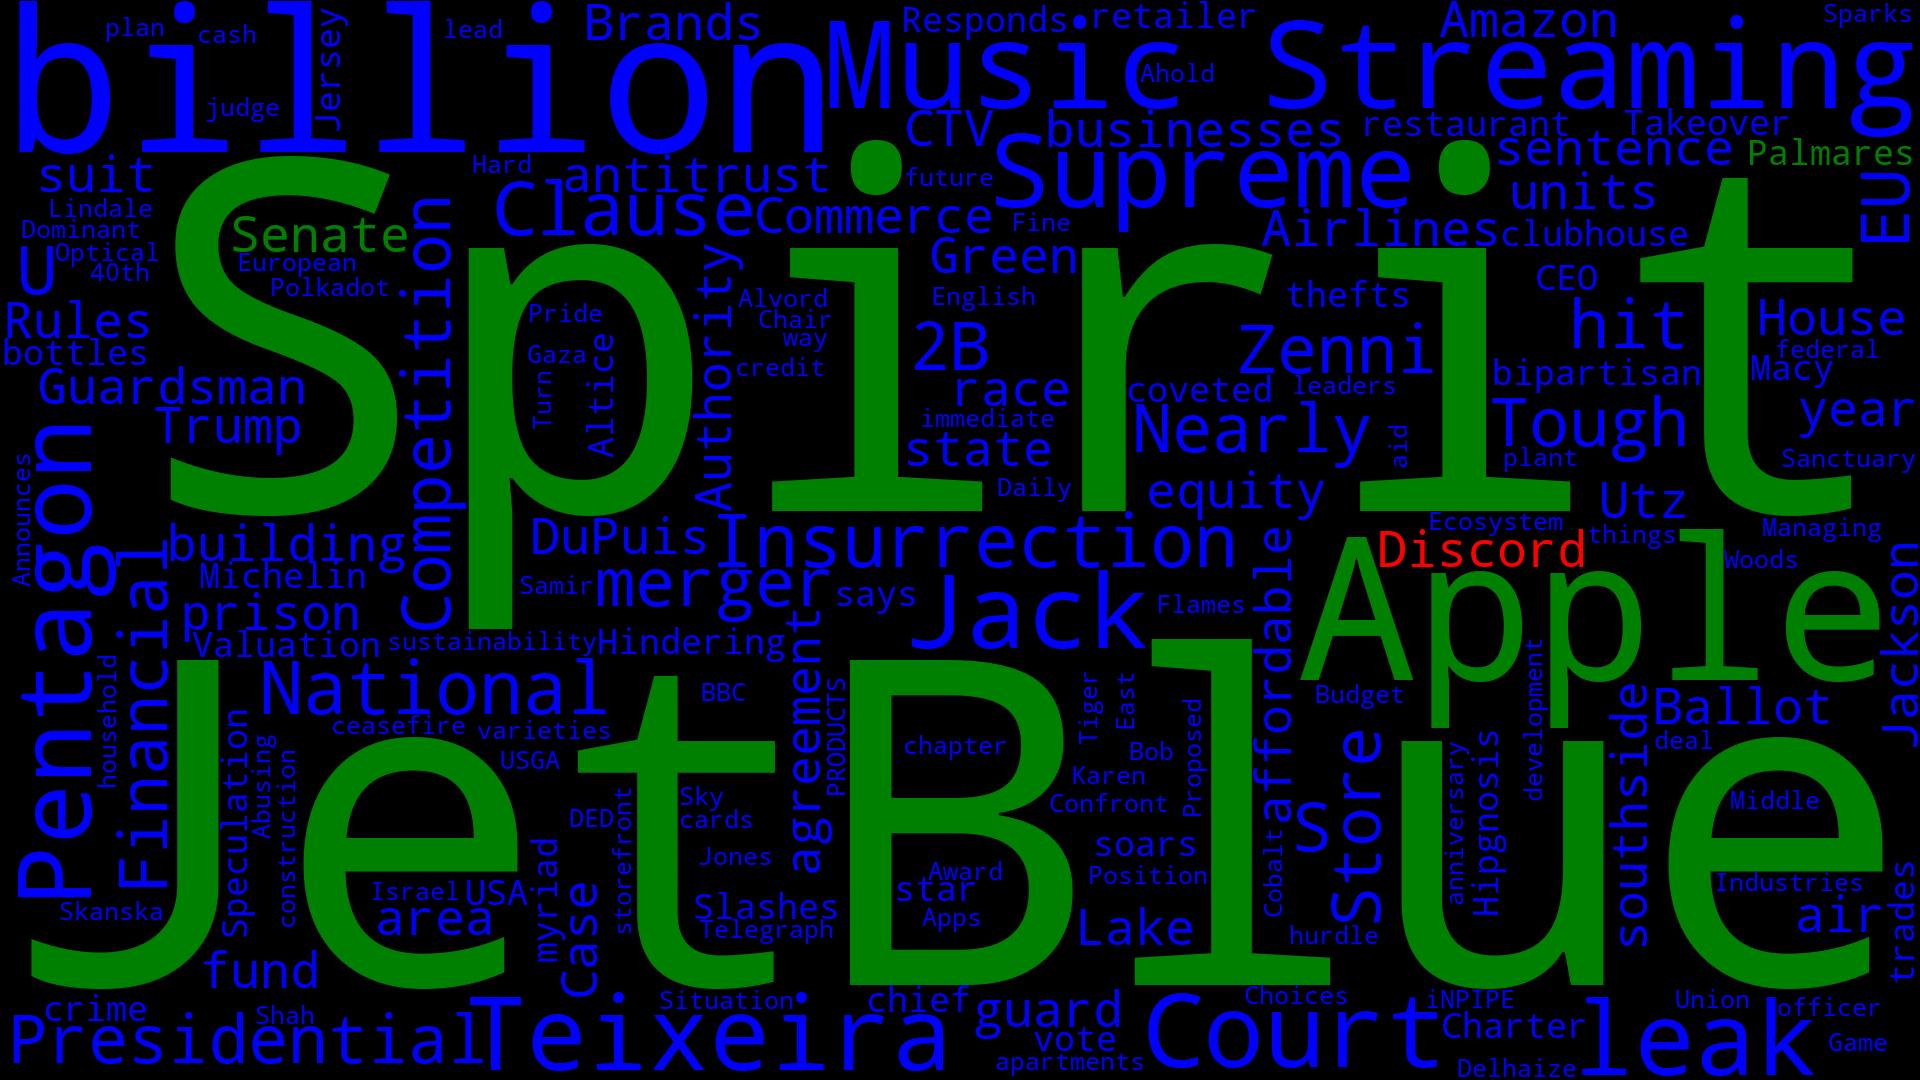 billion
Music
Streaming
plan
cash
Jersey
judge
lead
Brands
Responds
retailer
Amazon
Sparks
Ahold
CTV
businesses
restaurant
Takeover
Palmares
suit
Hard
antitrust
future
Supreme
sentence
units
EU
Lindale
Dominant
Optical
40th
U
Senate
European
Polkadot
Clause
Commerce
Fine
Airlines
clubhouse
Green
CEO
Spirit
Rules
bottles
Guardsman
Trump
Competition
Pride
Gaza
Turn
Altice
Authority
Alvord
Chair
way
credit
English
2B
race
immediate
state
Daily
thefts
Zenni
coveted
leaders
Nearly
aid
equity
hit
House
federal
bipartisan
Macy
Tough
year
plant
Sanctuary
Utz
Announces
Pentagon
Financial
building
Michelin
prison
Valuation
sustainability
Hindering
DuPuis
Insurrection
Samir
merger
says
Jack
Flames
affordable
Ecosystem
Discord
things
Managing
Woods
Apple
Jackson
household
National
ceasefire
varieties
BBC
USGA
agreement
PRODUCTS
chapter
Tiger
East
Bob
Karen
Confront
Proposed
Budget
development
southside
Ballot
deal
JetBlue
Speculation
Abusing
construction
Israel
USA
area
myriad
Case
DED
storefront
Sky
cards
Jones
Slashes
Telegraph
Award
star
Apps
soars
Position
Lake
Cobalt
S
Store
hurdle
anniversary
Hipgnosis
Middle
Industries
air
trades
Skanska
fund
crime
Shah
Presidential
Teixeira
Situation
chief
guard
vote
apartments
Court
Choices
iNPIPE
Charter
Delhaize
leak
Union
officer
Game